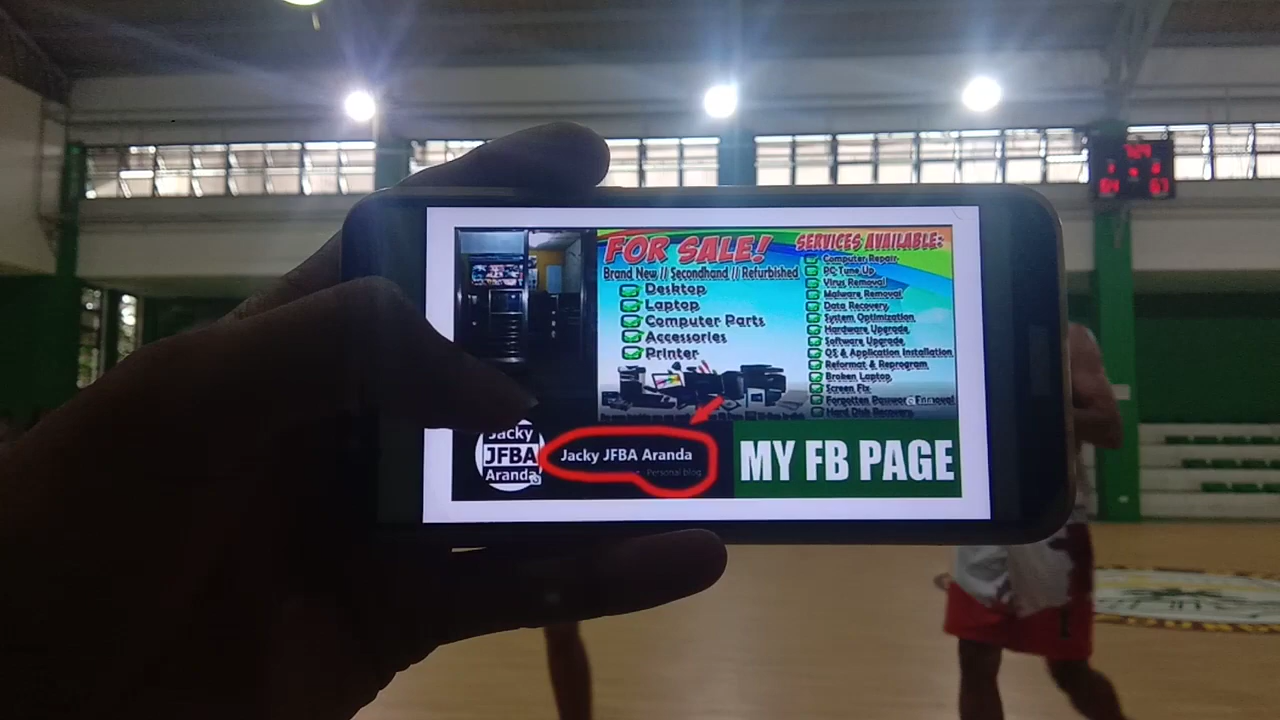 FOR SALE!
Brand New // Secondhand // Refurbished
Desktop
Laptop
Computer Parts
Accessories
Printer
SERVICES AVAILABLE:
Computer Repair
PC Tune Up
Virus Removal
Malware Removal
Data Recovery
System Optimization
Hardware Upgrade
Software Upgrade
OS & Application Installation
Reformat & Reprogram
Broken Laptop
Screen Fix
Forgotten
Hard Disk Recovery
Jacky
JFBA
Aranda
Jacky JFBA Aranda
Personal blog
MY FB PAGE